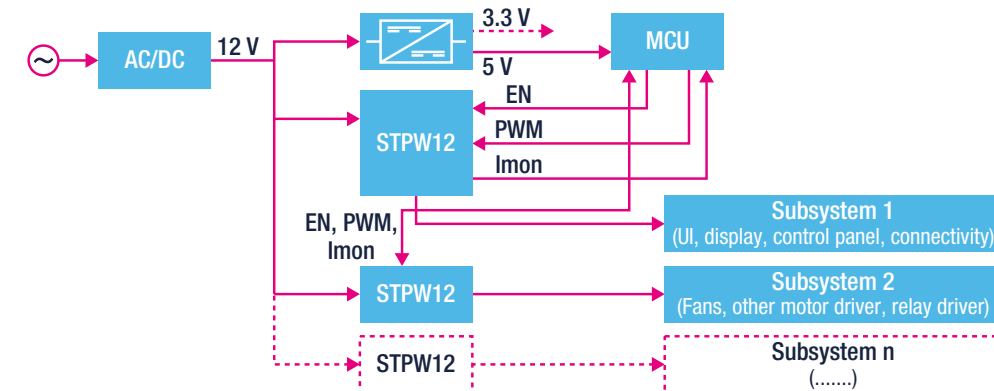 3.3 V
AC/DC
12 V
MCU
5 V
EN
STPW12
PWM
Imon
EN, PWM,
Imon
Subsystem 1
(UI, display, control panel, connectivity)
STPW12
Subsystem 2
(Fans, other motor driver, relay driver)
STPW12
Subsystem n
(.......)